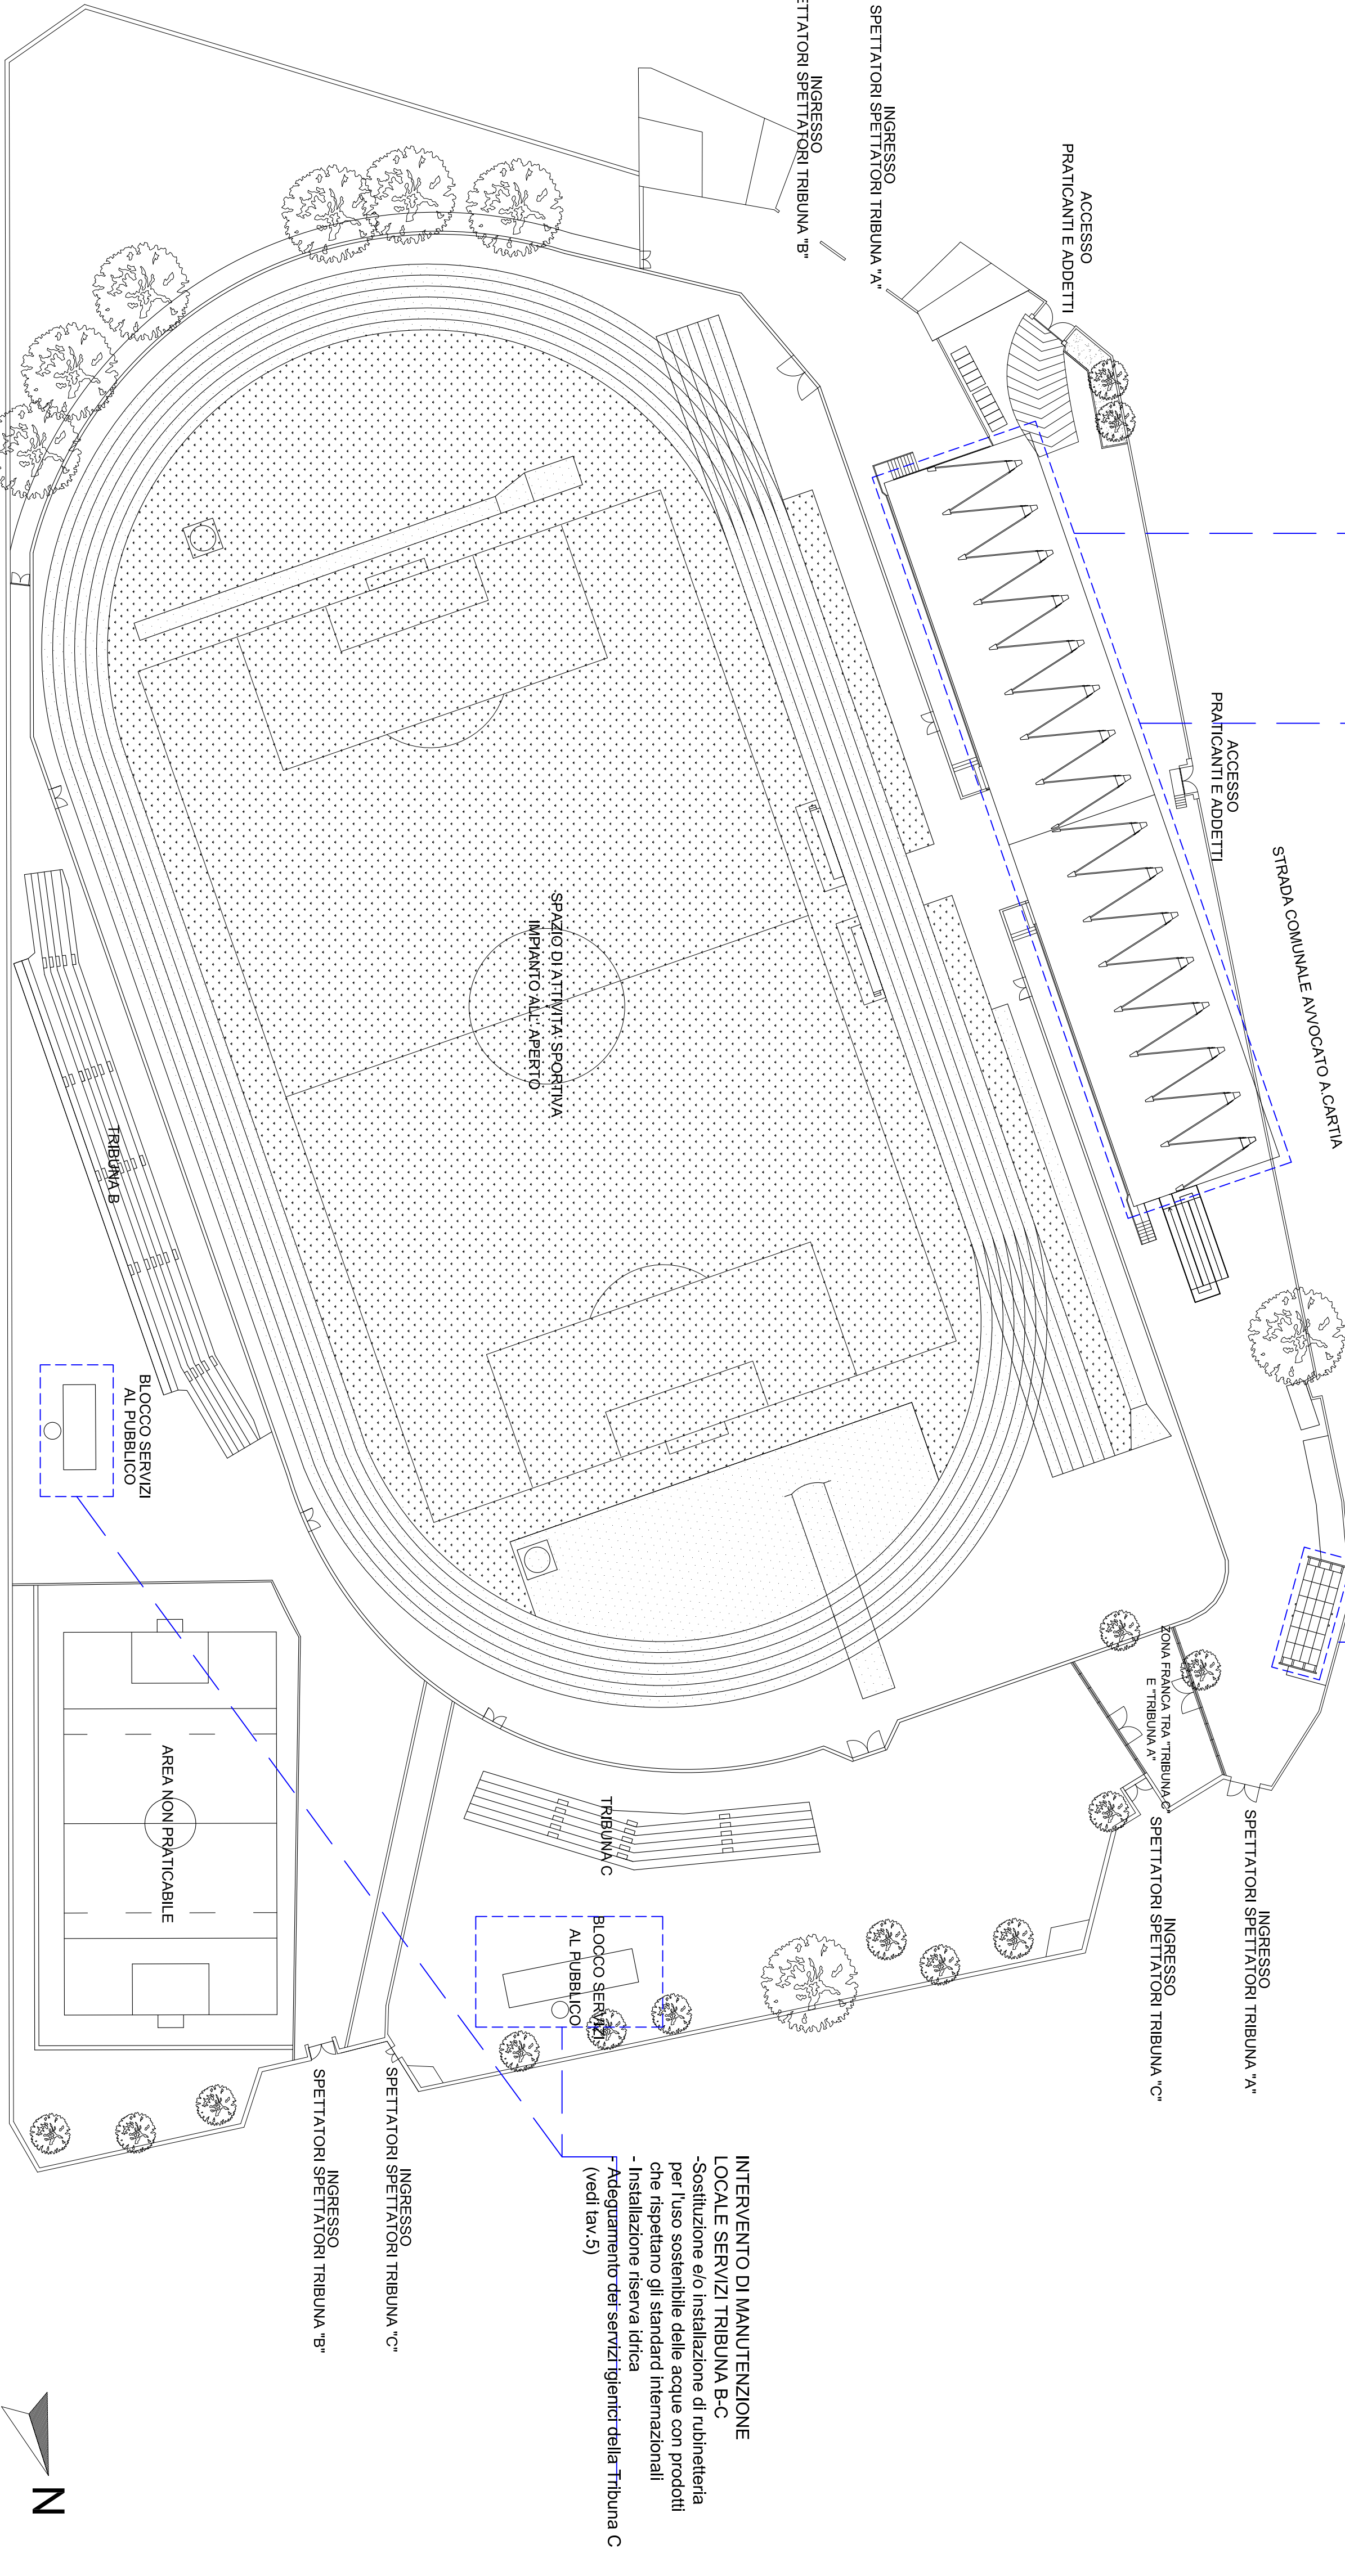 INGRESSO
SPETTATORI TRIBUNA "B"
INGRESSO
SPETTATORI SPETTATORI TRIBUNA "A"
ACCESSO
PRATICANTI E ADDETTI
ACCESSO
PRATICANTI E ADDETTI
STRADA COMUNALE AVVOCATO A.CARTIA
SPAZIO DI ATTIVITA' SPORTIVA
IMPIANTO ALL' APERTO
TRIBUNA B
BLOCCO SERVIZI
AL PUBBLICO
AREA NON PRATICABILE
TRIBUNA C
BLOCCO SERVIZI
AL PUBBLICO
ZONA FRANCA TRA "TRIBUNA C"
E "TRIBUNA A"
INGRESSO
SPETTATORI SPETTATORI TRIBUNA "A"
INGRESSO
SPETTATORI SPETTATORI TRIBUNA "C"
INGRESSO
SPETTATORI SPETTATORI TRIBUNA "C"
INGRESSO
SPETTATORI SPETTATORI TRIBUNA "B"
INTERVENTO DI MANUTENZIONE
LOCALE SERVIZI TRIBUNA B-C
-Sostituzione e/o installazione di rubinetteria
per l'uso sostenibile delle acque con prodotti
che rispettano gli standard internazionali
- Installazione riserva idrica
- Adeguamento dei servizi igienici della Tribuna C
(vedi tav.5)
N